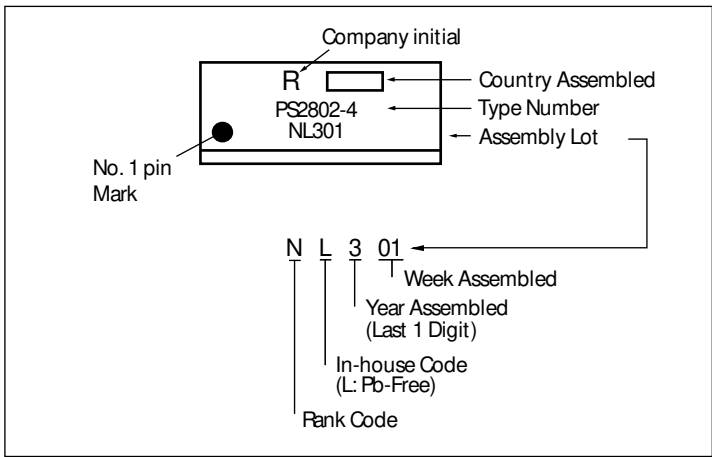 Company initial
R
Country Assembled
PS2802-4
Type Number
NL301
Assembly Lot
No. 1 pin
Mark
N L 3 01
Week Assembled
Year Assembled
(Last 1 Digit)
In-house Code
(L: Pb-Free)
Rank Code